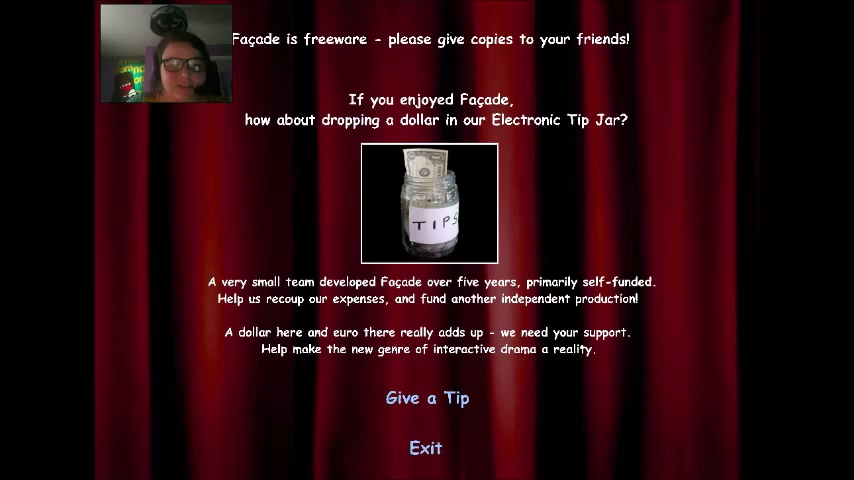 Façade is freeware - please give copies to your friends!
If you enjoyed Façade,
how about dropping a dollar in our Electronic Tip Jar?
TIPS
A very small team developed Façade over five years, primarily self-funded.
Help us recoup our expenses, and fund another independent production!
A dollar here and euro there really adds up - we need your support.
Help make the new genre of interactive drama a reality.
Give a Tip
Exit